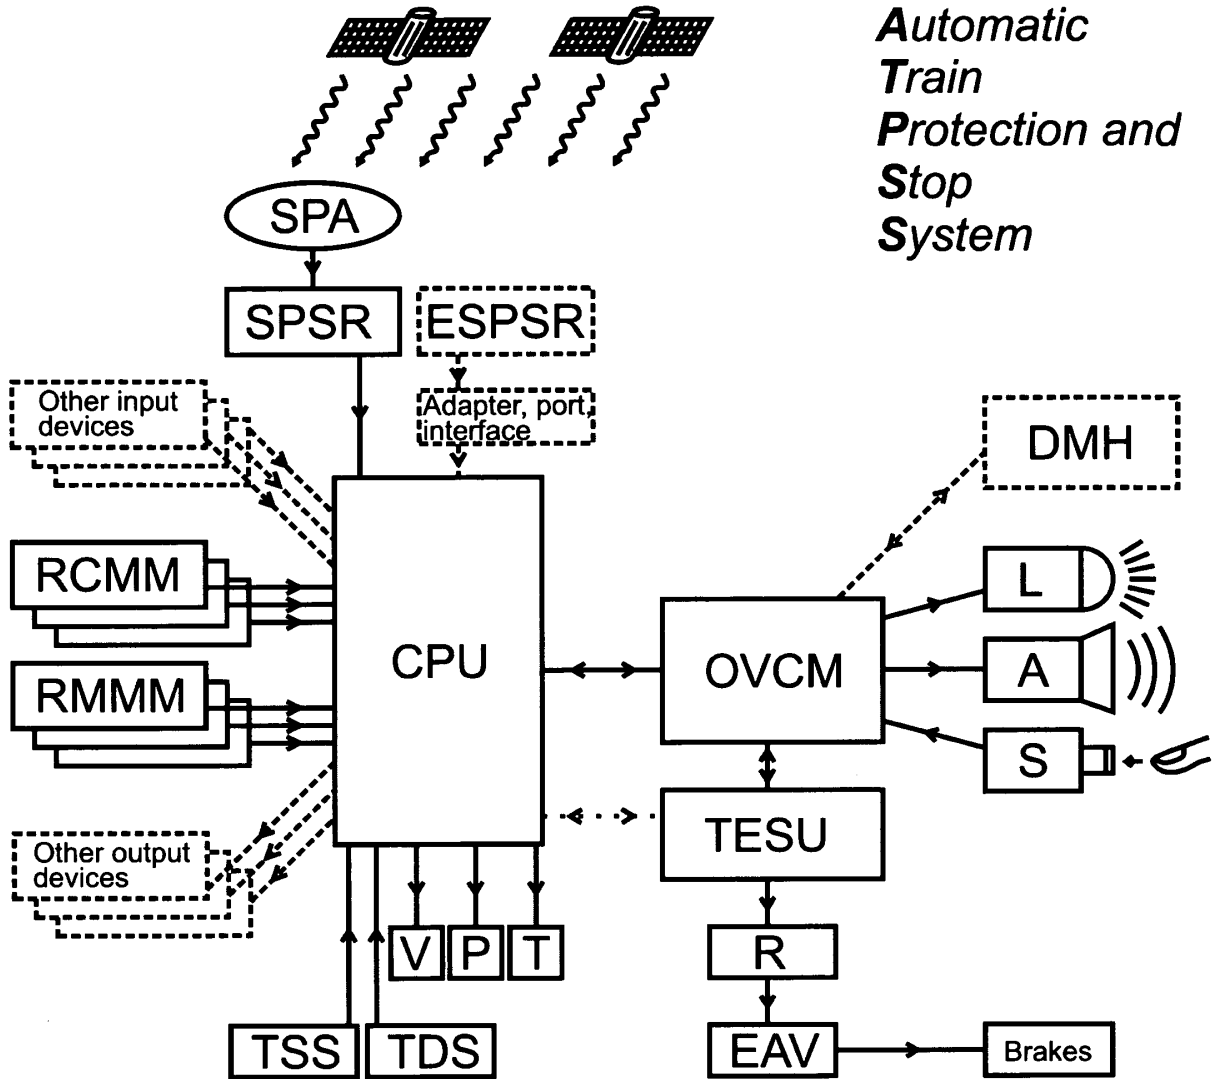 Automatic
Train
Protection and
Stop
System
SPA
SPSR
ESPSR
Other input
devices
Adapter, port,
interface
DMH
RCMM
L
CPU
OVCM
A
RMMM
S
TESU
Other output
devices
V
P
T
R
TSS
TDS
EAV
Brakes